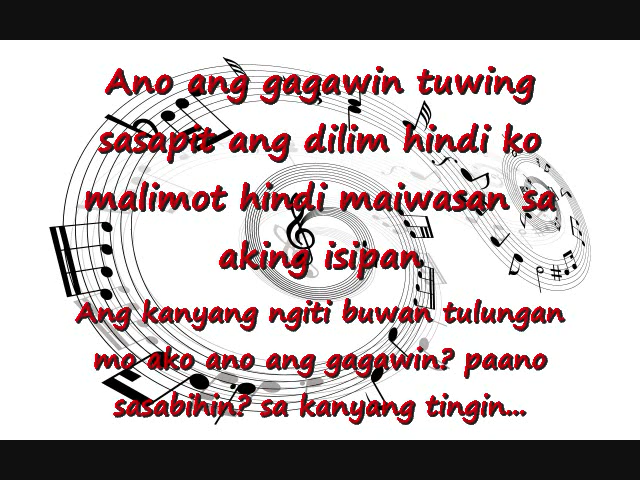 Ano ang gagawin tuwing
sasapit ang dilim hindi ko
malimot hindi maiwasan sa
aking isipan
Ang kanyang ngiti buwan tulungan
mo ako ano ang gagawin? paano
sasabihin? sa kanyang tingin...